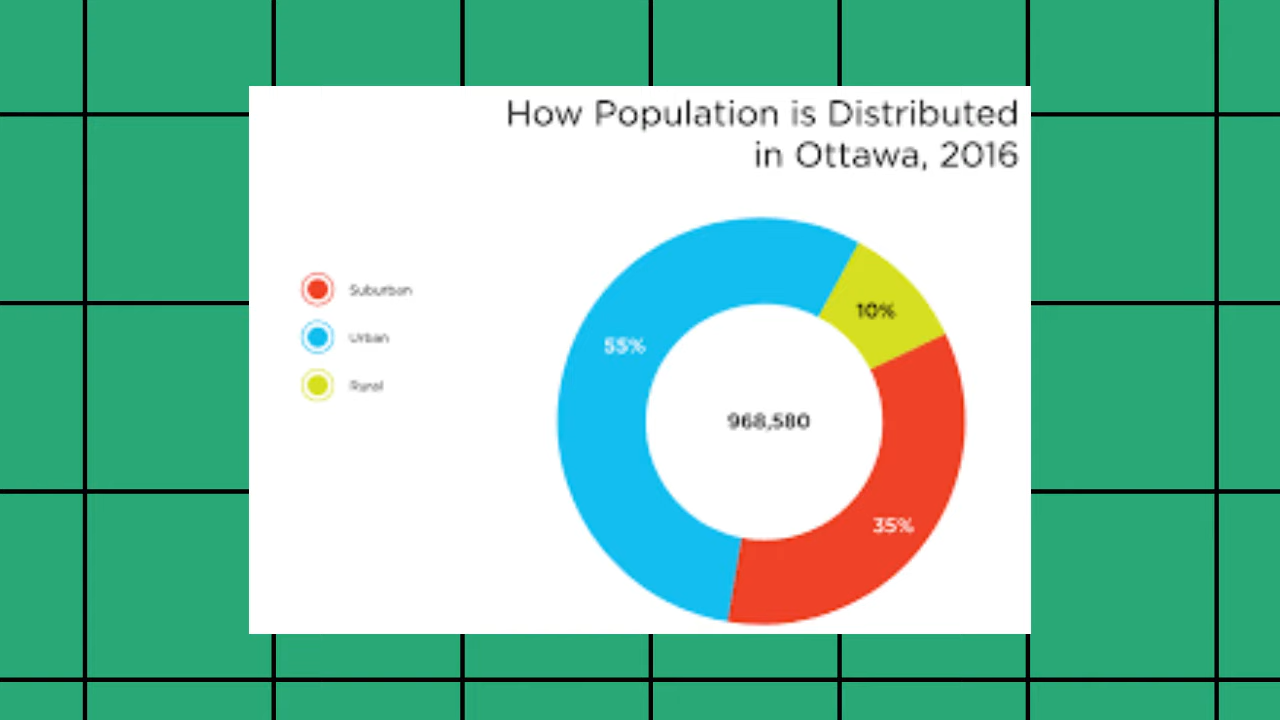 How Population is Distributed
in Ottawa, 2016
Suburban
Urban
Rural
55%
10%
968,580
35%